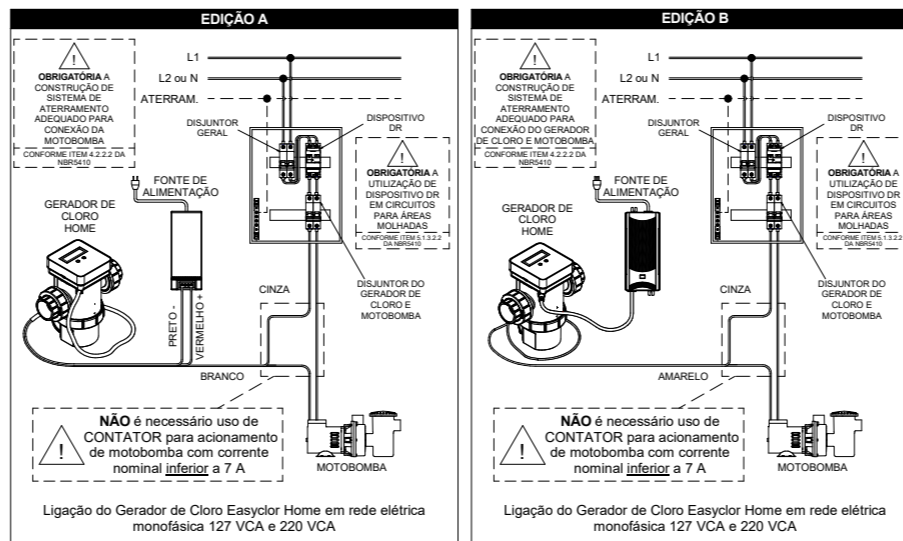 EDIÇÃO A
L1
L2 ou N
ATERRAM.
!
OBRIGATÓRIA A
CONSTRUÇÃO DE
SISTEMA DE
ATERRAMENTO
ADEQUADO PARA
CONEXÃO DA
MOTOBOMBA
CONFORME ITEM 4.2.2.2 DA
NBR5410
DISJUNTOR
GERAL
DISPOSITIVO
DR
!
OBRIGATÓRIA A
UTILIZAÇÃO DE
DISPOSITIVO DR
EM CIRCUITOS
PARA ÁREAS
MOLHADAS
CONFORME ITEM 5.1.3.2.2
DA NBR5410
FONTE DE
ALIMENTAÇÃO
GERADOR DE
CLORO
HOME
PRETO -
VERMELHO +
CINZA
DISJUNTOR DO
GERADOR DE
CLORO E
MOTOBOMBA
BRANCO
!
NÃO é necessário uso de
CONTATOR para acionamento
de motobomba com corrente
nominal inferior a 7 A
MOTOBOMBA
Ligação do Gerador de Cloro Easyclor Home em rede elétrica
monofásica 127 VCA e 220 VCA
EDIÇÃO B
L1
L2 ou N
ATERRAM.
!
OBRIGATÓRIA A
CONSTRUÇÃO DE
SISTEMA DE
ATERRAMENTO
ADEQUADO PARA
CONEXÃO DO GERADOR
DE CLORO E MOTOBOMBA
CONFORME ITEM 4.2.2.2 DA
NBR5410
DISJUNTOR
GERAL
DISPOSITIVO
DR
!
OBRIGATÓRIA A
UTILIZAÇÃO DE
DISPOSITIVO DR
EM CIRCUITOS
PARA ÁREAS
MOLHADAS
CONFORME ITEM 5.1.3.2.2
DA NBR5410
FONTE DE
ALIMENTAÇÃO
GERADOR DE
CLORO
HOME
CINZA
DISJUNTOR DO
GERADOR DE
CLORO E
MOTOBOMBA
AMARELO
!
NÃO é necessário uso de
CONTATOR para acionamento
de motobomba com corrente
nominal inferior a 7 A
MOTOBOMBA
Ligação do Gerador de Cloro Easyclor Home em rede elétrica
monofásica 127 VCA e 220 VCA